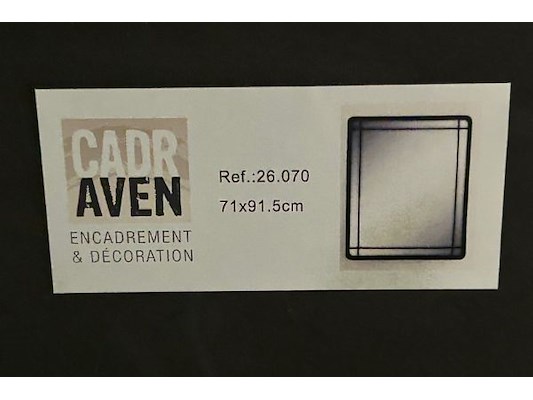 CADR
AVEN
ENCADREMENT
& DÉCORATION
Ref.:26.070
71x91.5cm